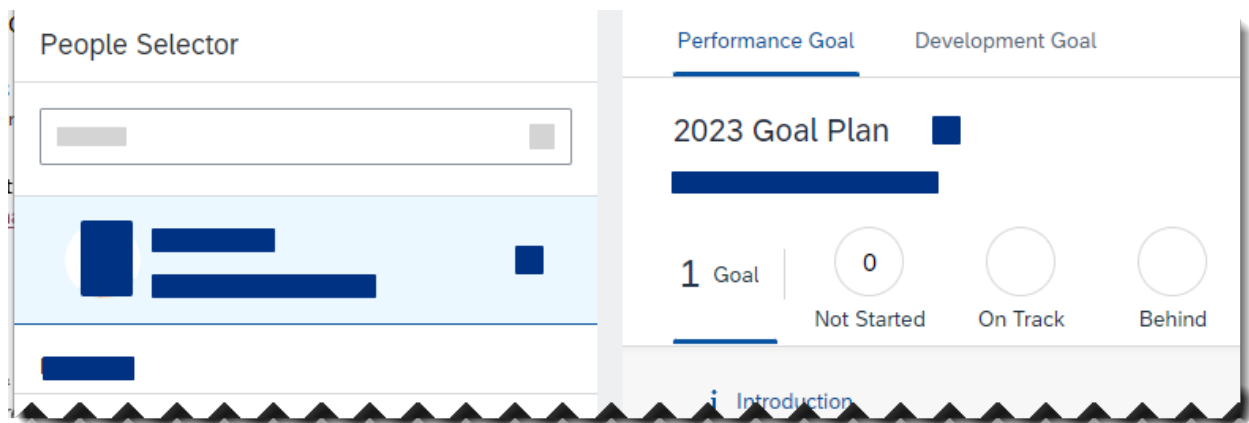 People Selector
Performance Goal
Development Goal
2023 Goal Plan
1 Goal
0
Not Started
On Track
Behind
i Introduction